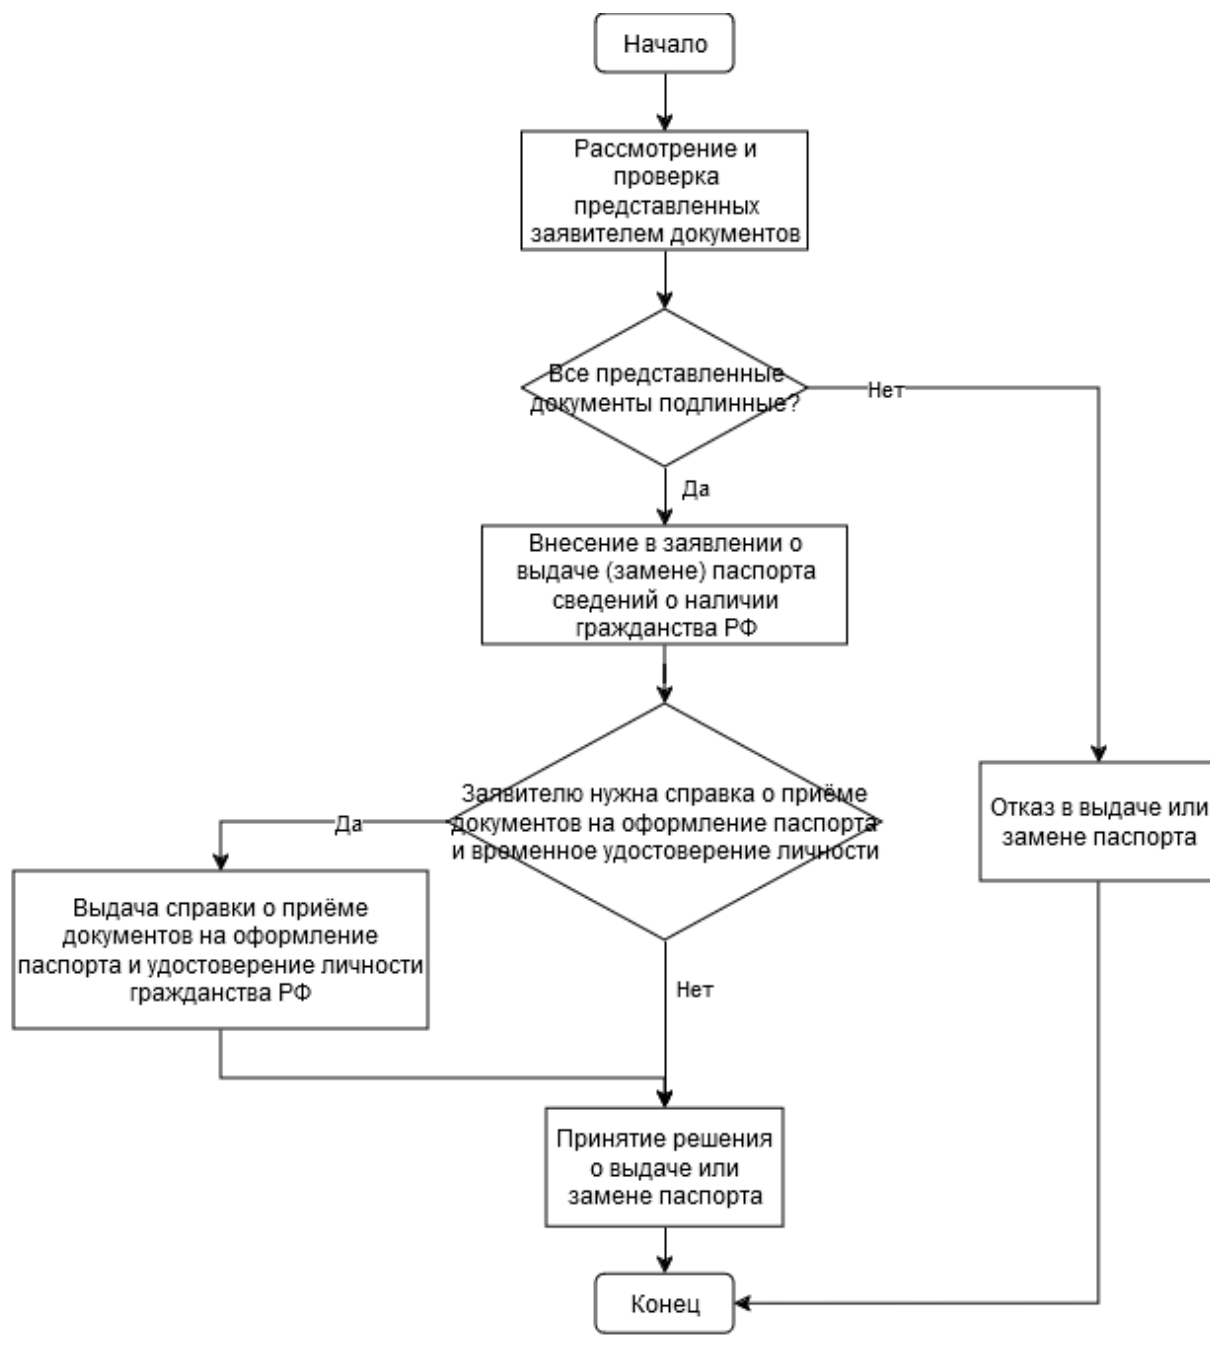 Начало
Рассмотрение и
проверка
представленных
заявителем документов
Все представленные
документы подлинные?
Нет
Да
Внесение в заявлении о
выдаче (замене) паспорта
сведений о наличии
гражданства РФ
Заявителю нужна справка о приёме
документов на оформление паспорта
и временное удостоверение личности
Да
Отказ в выдаче или
замене паспорта
Выдача справки о приёме
документов на оформление
паспорта и удостоверение личности
гражданства РФ
Нет
Принятие решения
о выдаче или
замене паспорта
Конец